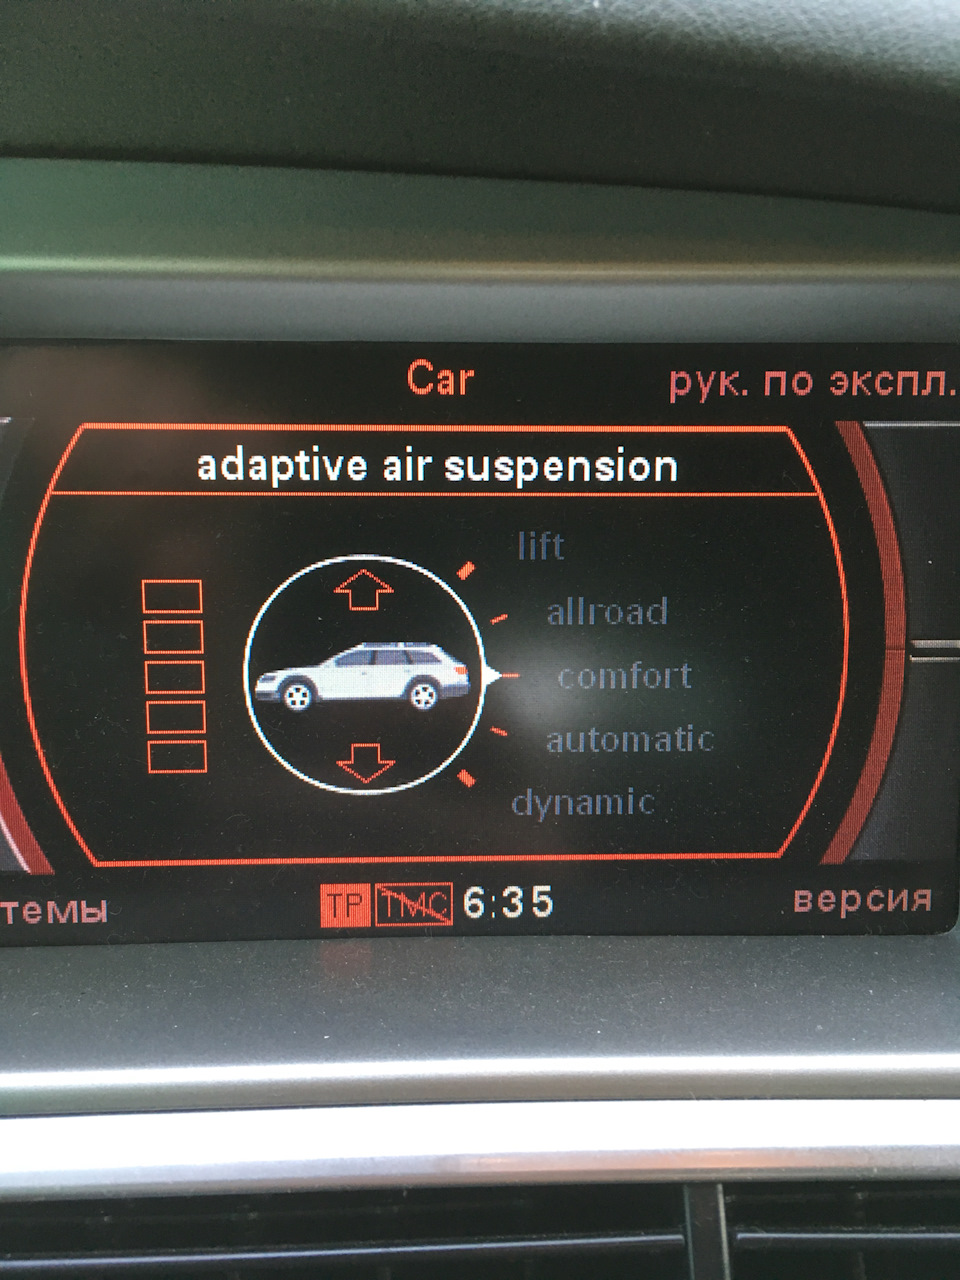 Car
рук. по экспл.
adaptive air suspension
lift
allroad
comfort
automatic
dynamic
темы
TP TMC 6:35
версия